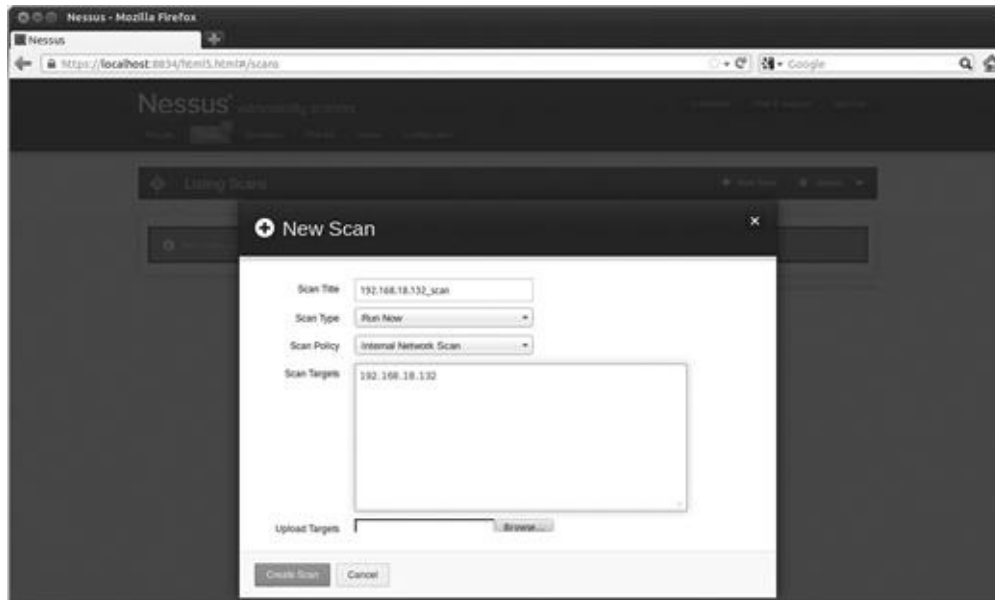 Nessus - Mozilla Firefox
Nessus
https://localhost:8834/html5.html#/scans
Google
Nessus vulnerability scanner
Listing Scans
New Scan
×
Scan Title 192.168.18.132_scan
Scan Type Run Now
Scan Policy Internal Network Scan
Scan Targets 192.168.18.132
Upload Targets Browse...
Create Scan Cancel